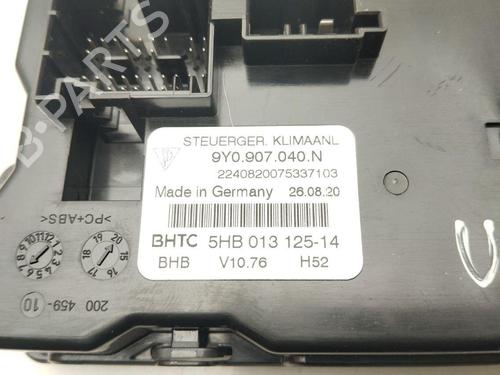 STEUERGER. KLIMAANL
9Y0.907.040.N
2240820075337103
Made in Germany 26.08.20
BHTC 5HB 013 125-14
BHB V10.76 H52
>PC+ABS<
200 459-10